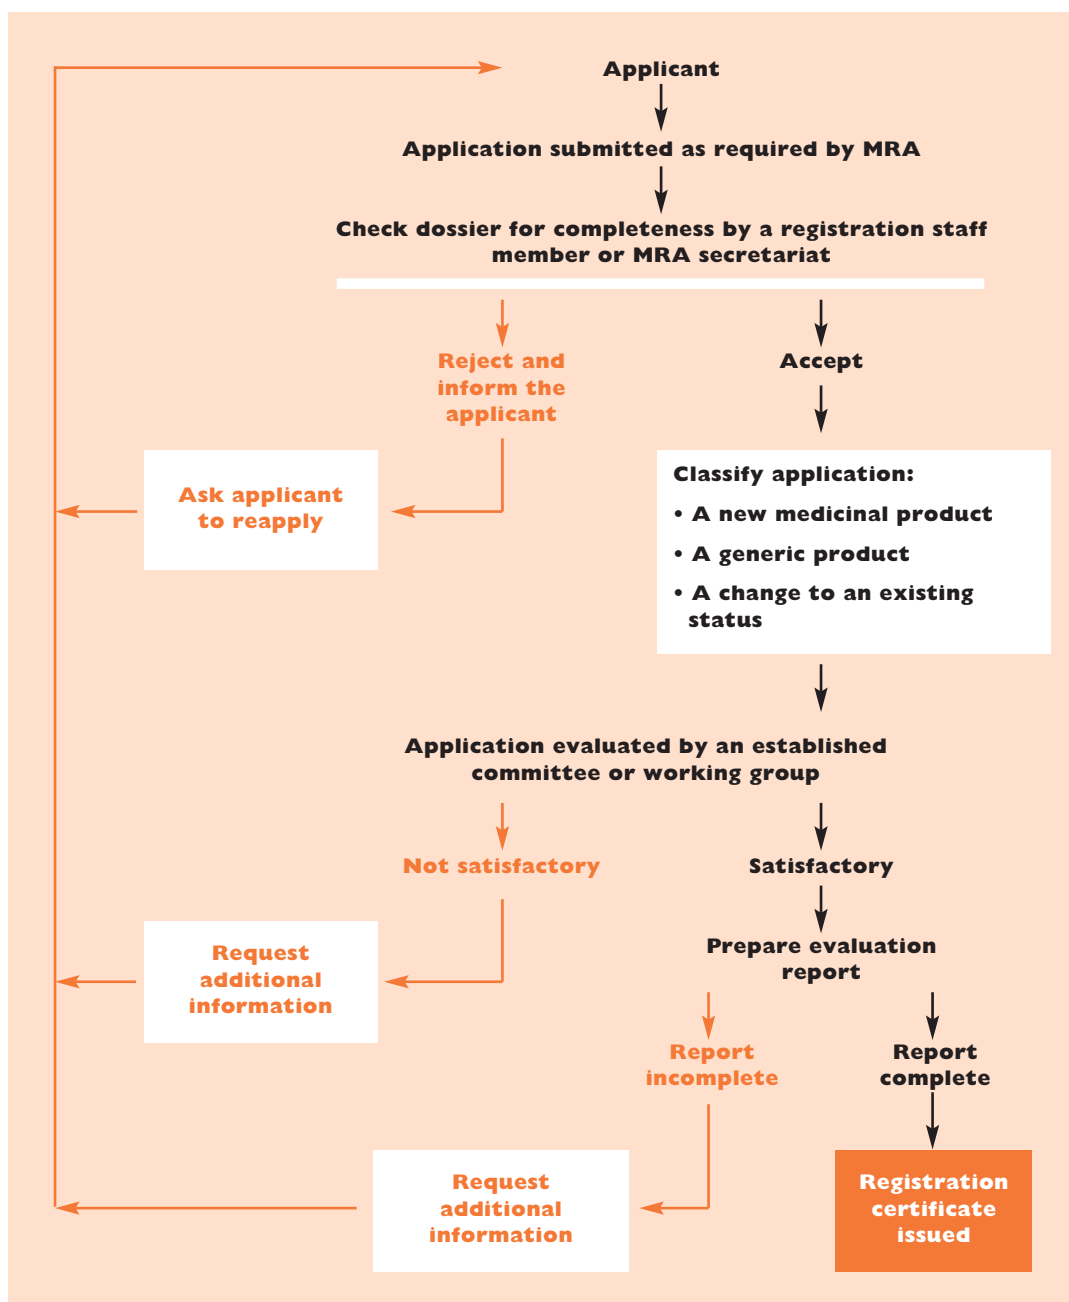 Applicant
Application submitted as required by MRA
Check dossier for completeness by a registration staff
member or MRA secretariat
Reject and
inform the
applicant
Accept
Ask applicant
to reapply
Classify application:
• A new medicinal product
• A generic product
• A change to an existing
status
Application evaluated by an established
committee or working group
Not satisfactory
Satisfactory
Request
additional
information
Prepare evaluation
report
Report
incomplete
Report
complete
Request
additional
information
Registration
certificate
issued